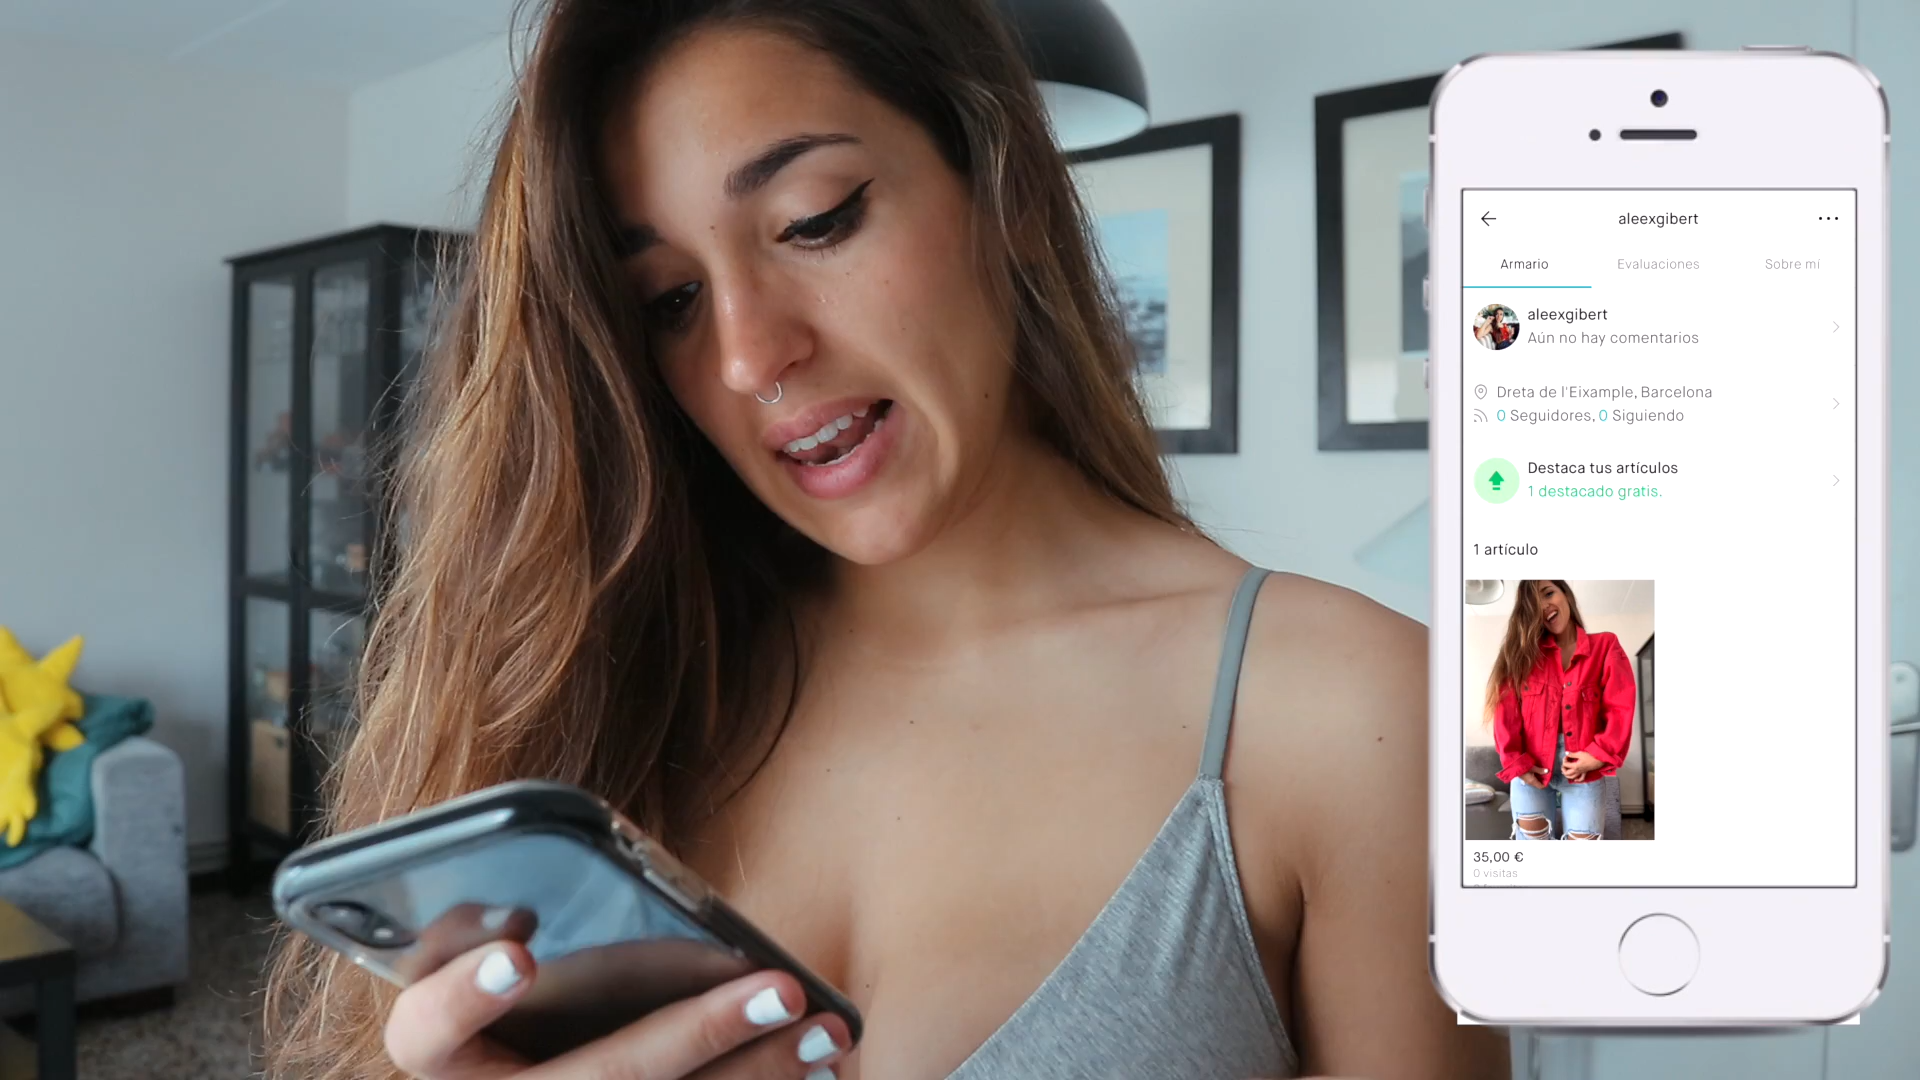 aleexgibert
Armario Evaluaciones Sobre mí
aleexgibert
Aún no hay comentarios
Dreta de l'Eixample, Barcelona
0 Seguidores, 0 Siguiendo
Destaca tus artículos
1 destacado gratis.
1 artículo
35,00 €
0 visitas